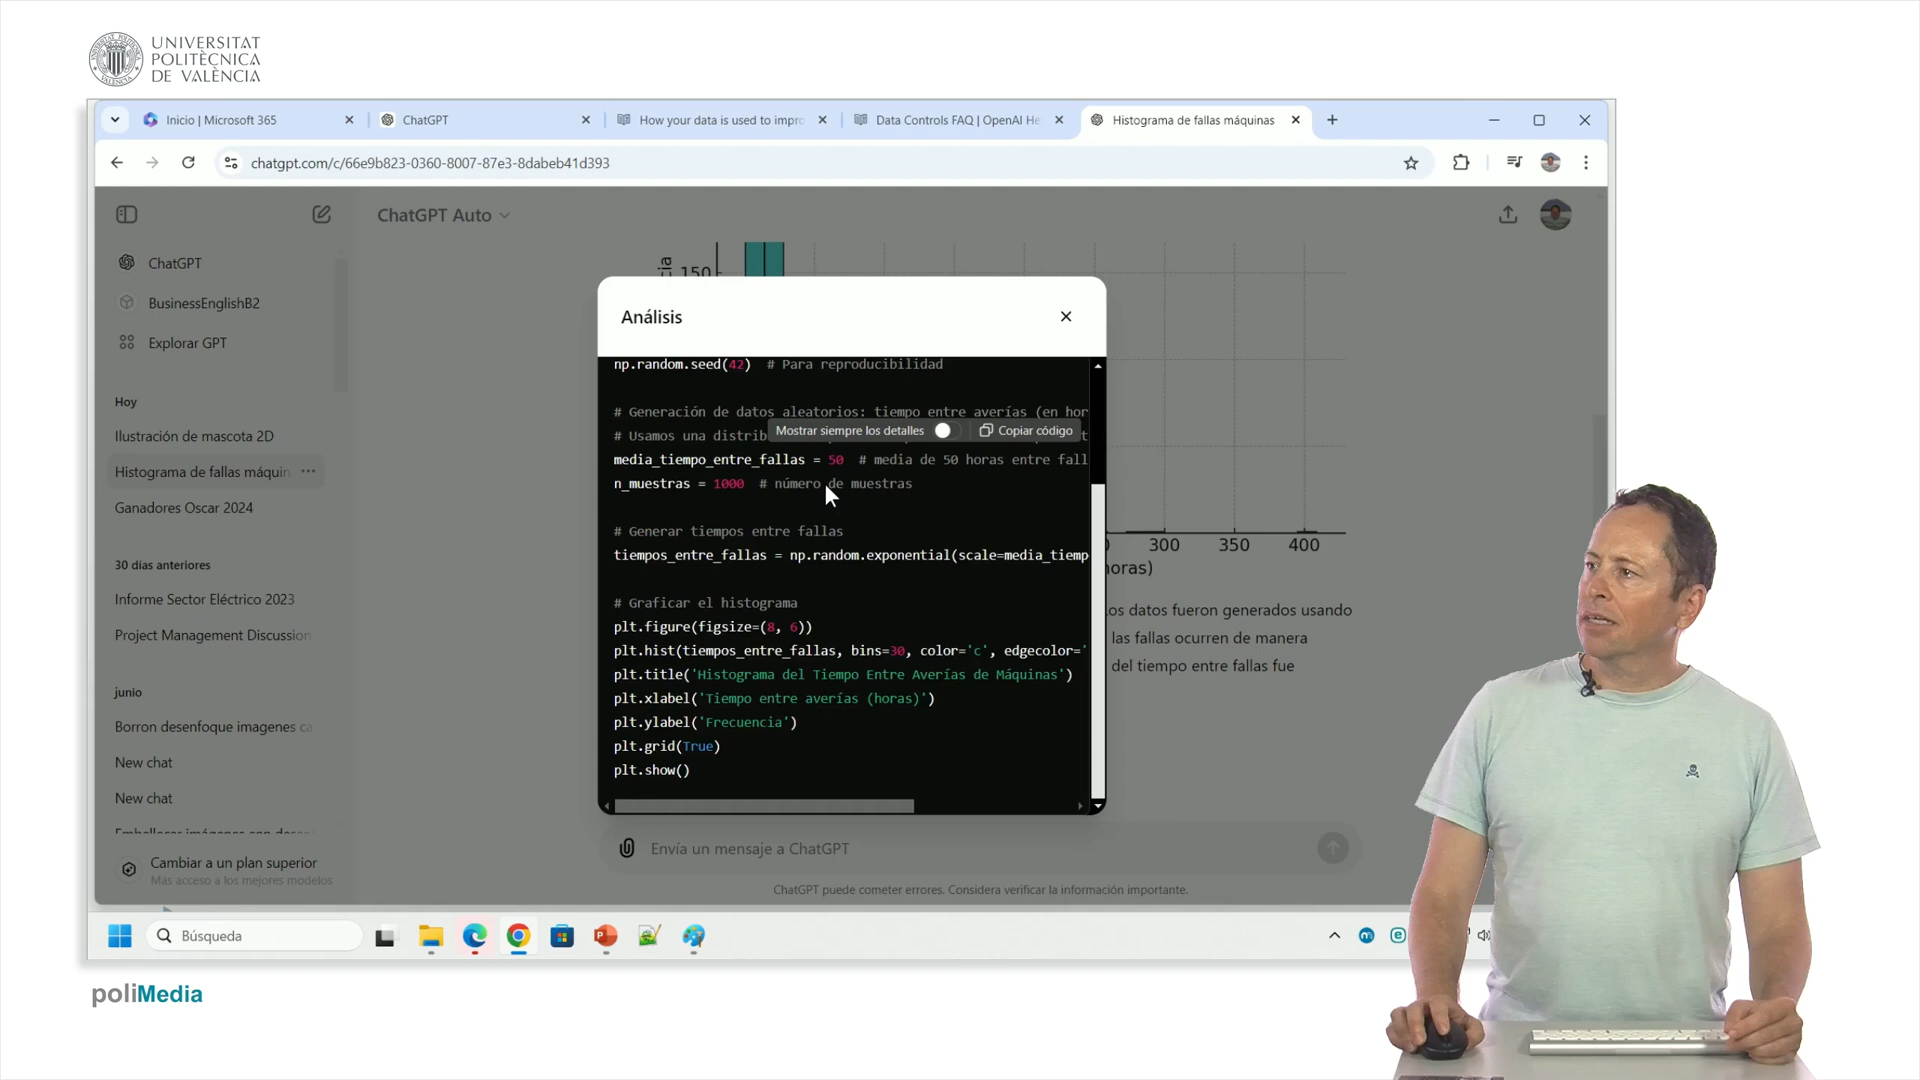 UNIVERSITAT
POLITÈCNICA
DE VALÈNCIA
Inicio | Microsoft 365
ChatGPT
How your data is used to impro
Data Controls FAQ | OpenAI He
Histograma de fallas máquinas
chatgpt.com/c/66e9b823-0360-8007-87e3-8dabeb41d393
ChatGPT Auto
ChatGPT
BusinessEnglishB2
Explorar GPT
Hoy
Ilustración de mascota 2D
Histograma de fallas máquin
Ganadores Oscar 2024
30 días anteriores
Informe Sector Eléctrico 2023
Project Management Discussion
junio
Borron desenfoque imagenes ca
New chat
New chat
Cambiar a un plan superior
Más acceso a los mejores modelos
150
Análisis
np.random.seed(42) # Para reproducibilidad
# Generación de datos aleatorios: tiempo entre averías (en hor
# Usamos una distrib
Mostrar siempre los detalles
Copiar código
media_tiempo_entre_fallas = 50 # media de 50 horas entre fall
n_muestras = 1000 # número de muestras
# Generar tiempos entre fallas
tiempos_entre_fallas = np.random.exponential(scale=media_tiemp
# Graficar el histograma
plt.figure(figsize=(8, 6))
plt.hist(tiempos_entre_fallas, bins=30, color='c', edgecolor='
plt.title('Histograma del Tiempo Entre Averías de Máquinas')
plt.xlabel('Tiempo entre averías (horas)')
plt.ylabel('Frecuencia')
plt.grid(True)
plt.show()
300 350 400
horas)
os datos fueron generados usando
las fallas ocurren de manera
del tiempo entre fallas fue
Envía un mensaje a ChatGPT
ChatGPT puede cometer errores. Considera verificar la información importante.
Búsqueda
poliMedia